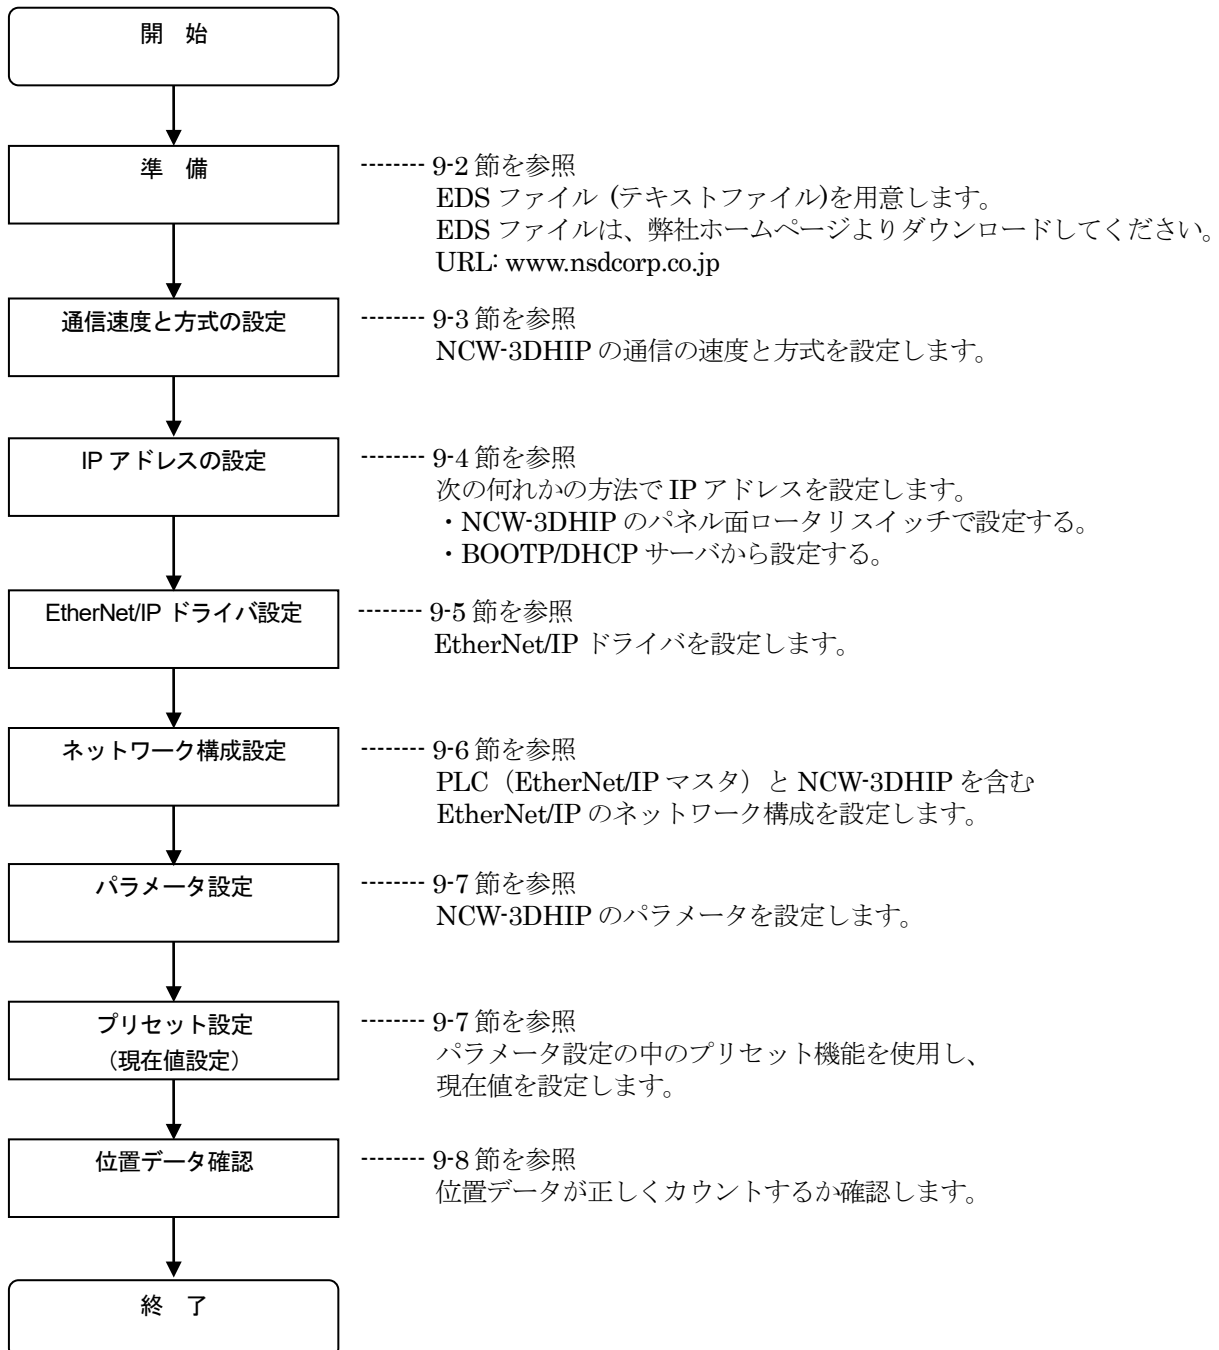 開　始
準　備
-------- 9-2 節を参照
EDS ファイル (テキストファイル)を用意します。
EDS ファイルは、弊社ホームページよりダウンロードしてください。
URL: www.nsdcorp.co.jp
通信速度と方式の設定
-------- 9-3 節を参照
NCW-3DHIP の通信の速度と方式を設定します。
IP アドレスの設定
-------- 9-4 節を参照
次の何れかの方法で IP アドレスを設定します。
・NCW-3DHIP のパネル面ロータリスイッチで設定する。
・BOOTP/DHCP サーバから設定する。
EtherNet/IP ドライバ設定
-------- 9-5 節を参照
EtherNet/IP ドライバを設定します。
ネットワーク構成設定
-------- 9-6 節を参照
PLC（EtherNet/IP マスタ）と NCW-3DHIP を含む
EtherNet/IP のネットワーク構成を設定します。
パラメータ設定
-------- 9-7 節を参照
NCW-3DHIP のパラメータを設定します。
プリセット設定
（現在値設定）
-------- 9-7 節を参照
パラメータ設定の中のプリセット機能を使用し、
現在値を設定します。
位置データ確認
-------- 9-8 節を参照
位置データが正しくカウントするか確認します。
終　了